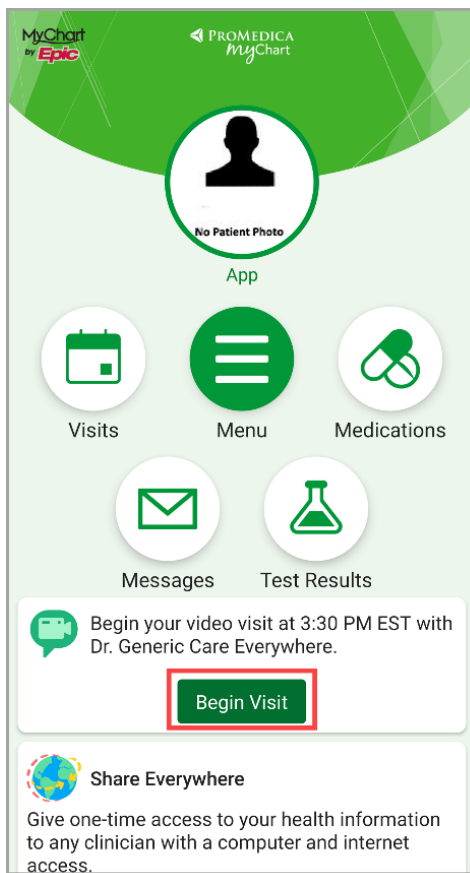 MyChart
by Epic
PROMEDICA
myChart
No Patient Photo
App
Visits
Menu
Medications
Messages
Test Results
Begin your video visit at 3:30 PM EST with
Dr. Generic Care Everywhere.
Begin Visit
Share Everywhere
Give one-time access to your health information
to any clinician with a computer and internet
access.